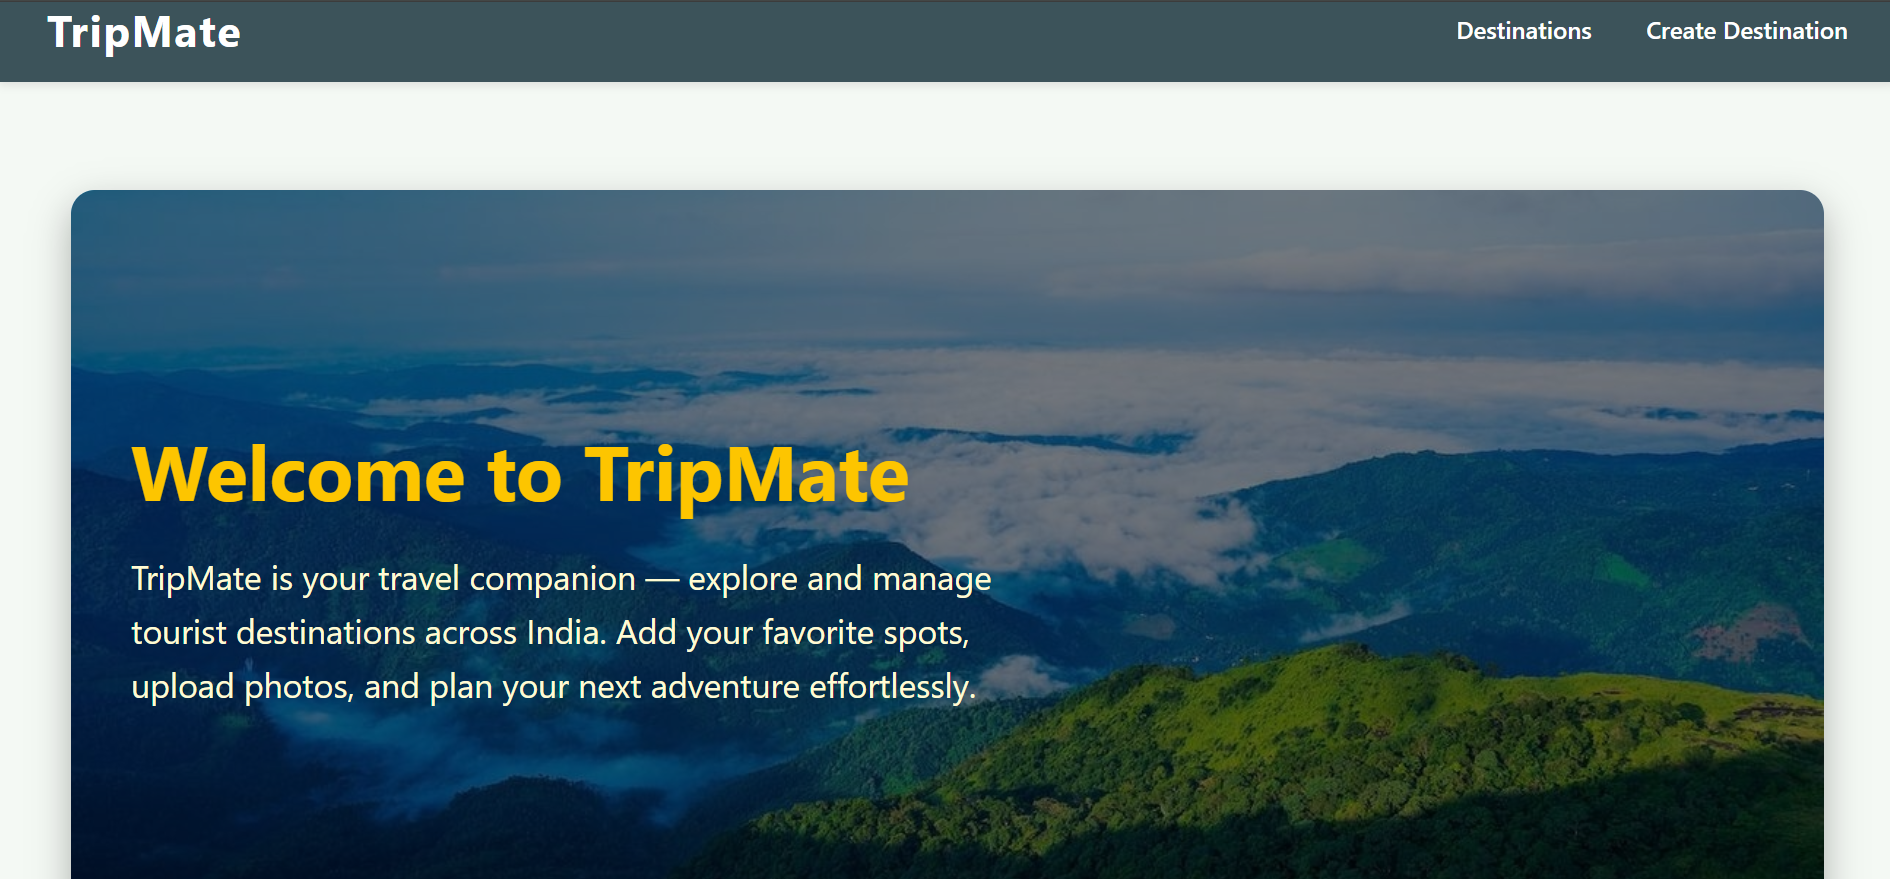 TripMate
Destinations
Create Destination
Welcome to TripMate
TripMate is your travel companion — explore and manage
tourist destinations across India. Add your favorite spots,
upload photos, and plan your next adventure effortlessly.